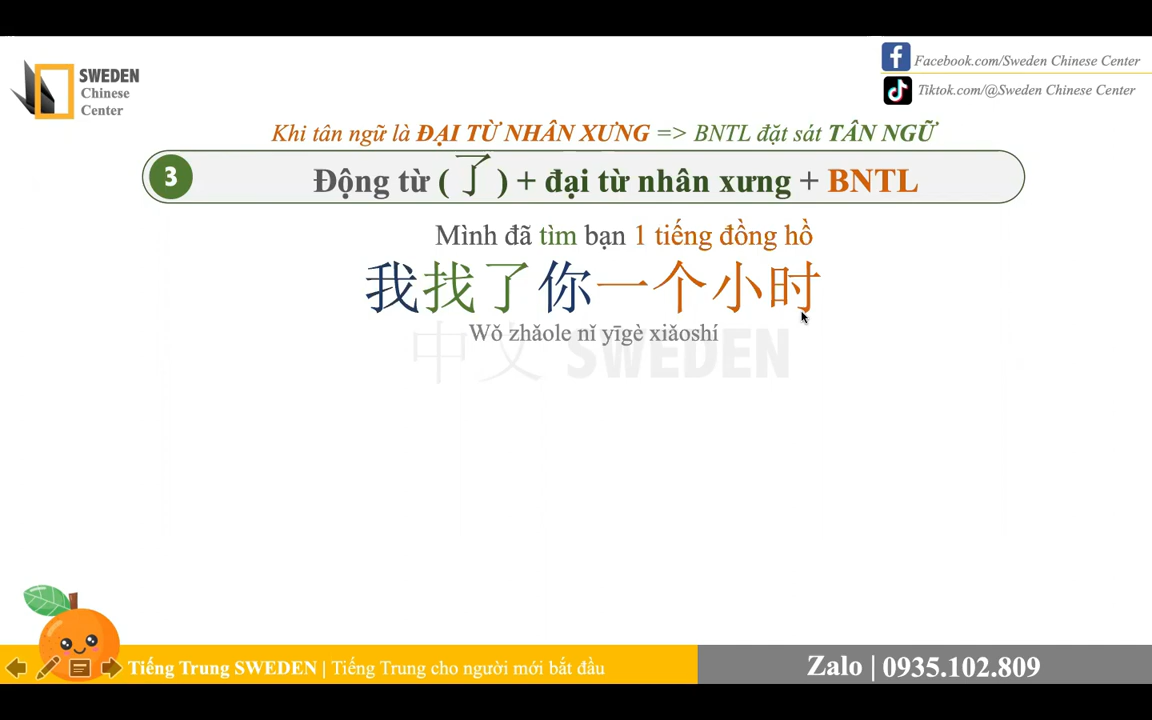 SWEDEN
Chinese
Center
Facebook.com/Sweden Chinese Center
Tiktok.com/@Sweden Chinese Center
Khi tân ngữ là ĐẠI TỪ NHÂN XƯNG => BNTL đặt sát TÂN NGỮ
3 Động từ ( 了 ) + đại từ nhân xưng + BNTL
Mình đã tìm bạn 1 tiếng đồng hồ
我找了你一个小时
Wǒ zhǎole nǐ yīgè xiǎoshí
中文 SWEDEN
Tiếng Trung SWEDEN | Tiếng Trung cho người mới bắt đầu
Zalo | 0935.102.809